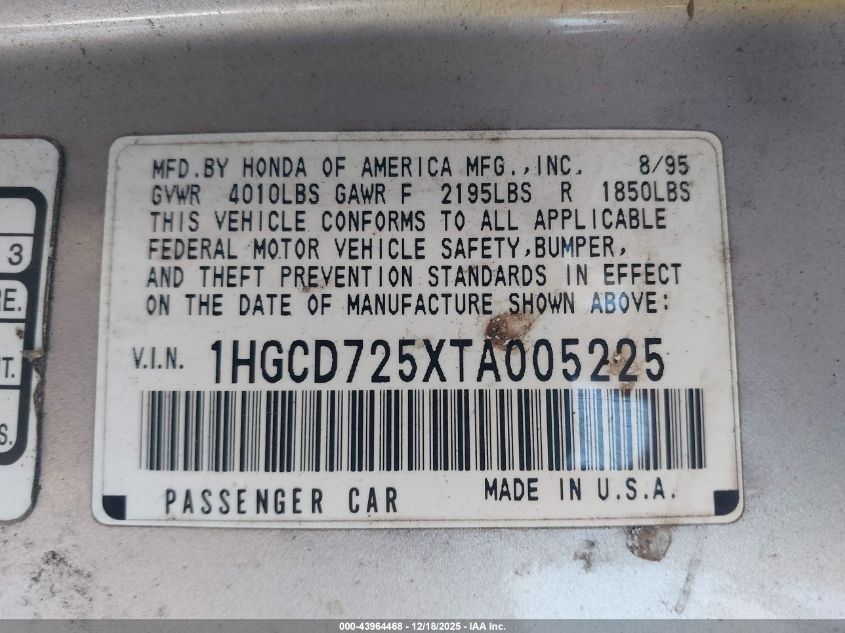 MFD.BY HONDA OF AMERICA MFG.,INC. 8/95
GVWR 4010LBS GAWR F 2195LBS R 1850LBS
THIS VEHICLE CONFORMS TO ALL APPLICABLE
FEDERAL MOTOR VEHICLE SAFETY,BUMPER,
AND THEFT PREVENTION STANDARDS IN EFFECT
ON THE DATE OF MANUFACTURE SHOWN ABOVE:
V.I.N. 1HGCD725XTA005225
PASSENGER CAR MADE IN U.S.A.
3
E.
T.
S.
000-43964468 - 12/18/2025 - IAA Inc.